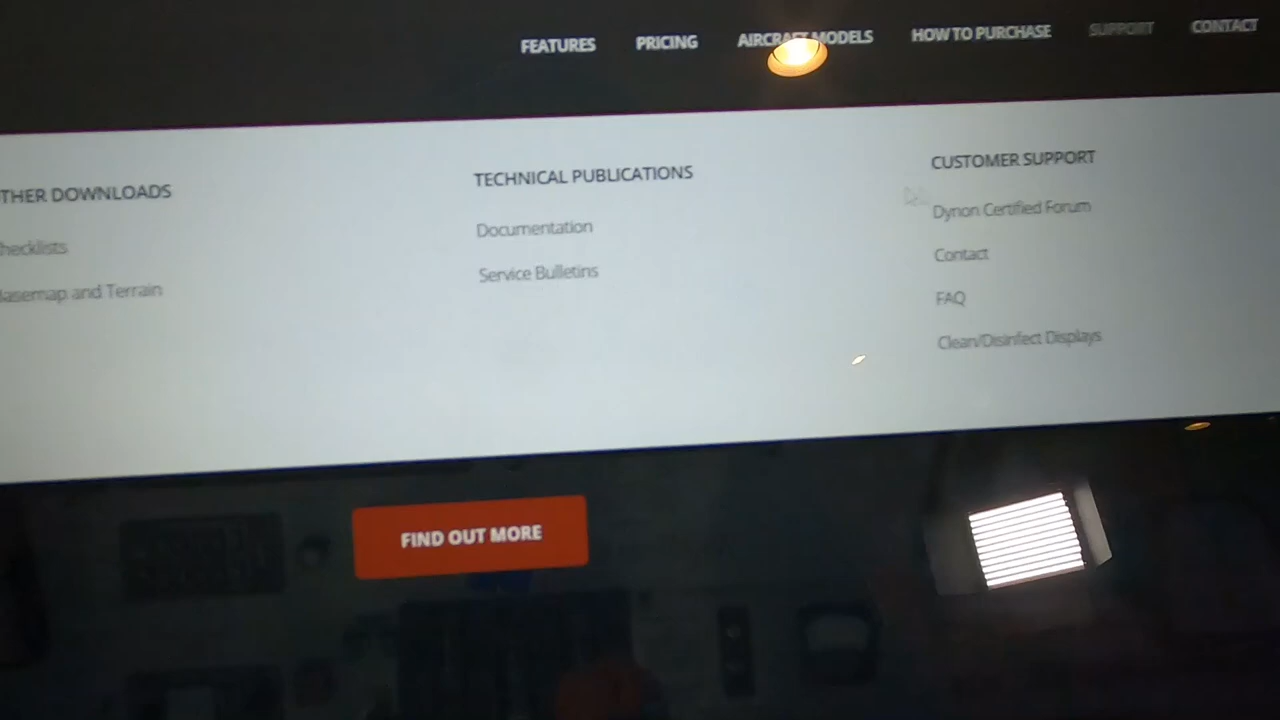 FEATURES PRICING AIRCRAFT MODELS HOW TO PURCHASE SUPPORT CONTACT
THER DOWNLOADS
hecklists
asemap and Terrain
TECHNICAL PUBLICATIONS
Documentation
Service Bulletins
CUSTOMER SUPPORT
Dynon Certified Forum
Contact
FAQ
Clean/Disinfect Displays
FIND OUT MORE